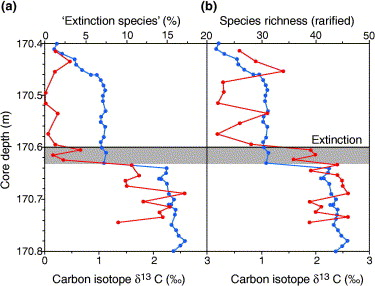 (a) 'Extinction species' (%)
0 5 10 15
(b) Species richness (rarified)
20 30 40 50
170.4
170.5
170.6
170.7
170.8
Core depth (m)
Extinction
0 1 2 3
0 1 2 3
Carbon isotope δ13 C (‰)
Carbon isotope δ13 C (‰)